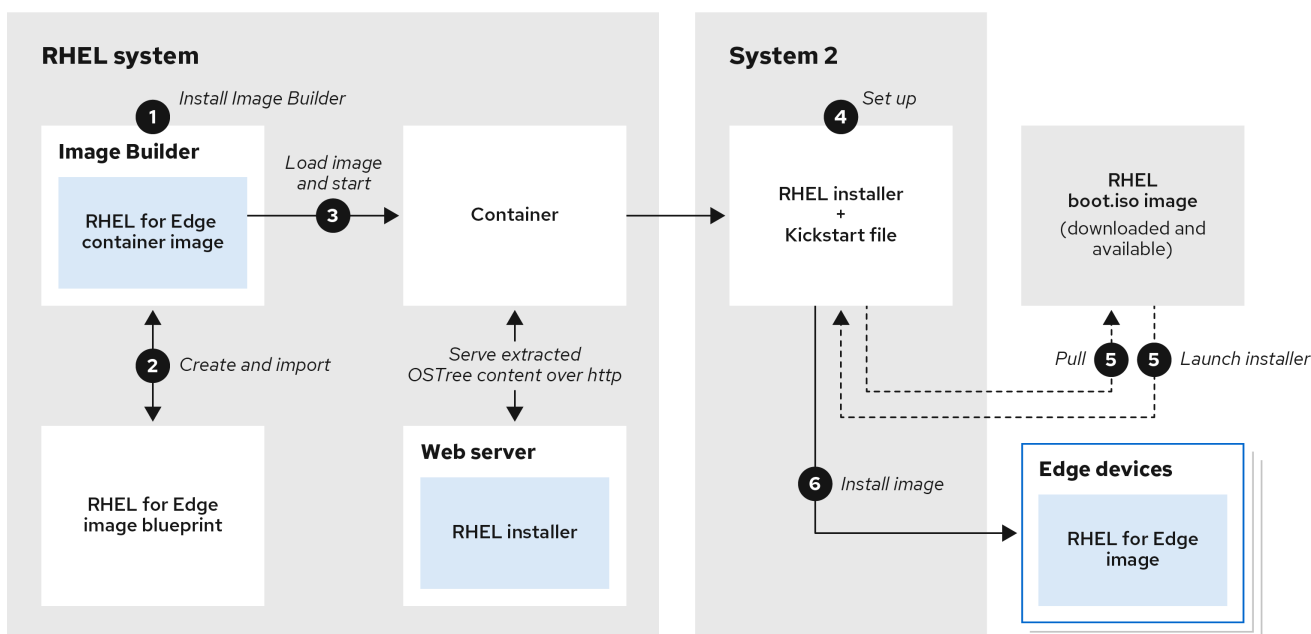 RHEL system
1
Install Image Builder
Image Builder
RHEL for Edge
container image
Load image
and start
3
Container
2
Create and import
Serve extracted
OSTree content over http
RHEL for Edge
image blueprint
Web server
RHEL installer
System 2
4
Set up
RHEL installer
+
Kickstart file
RHEL
boot.iso image
(downloaded and
available)
Pull
5
5
Launch installer
6
Install image
Edge devices
RHEL for Edge
image